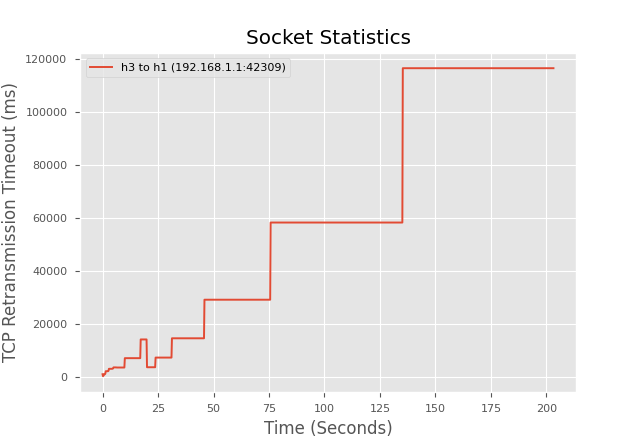 Socket Statistics
h3 to h1 (192.168.1.1:42309)
TCP Retransmission Timeout (ms)
120000
100000
80000
60000
40000
20000
0
0 25 50 75 100 125 150 175 200
Time (Seconds)